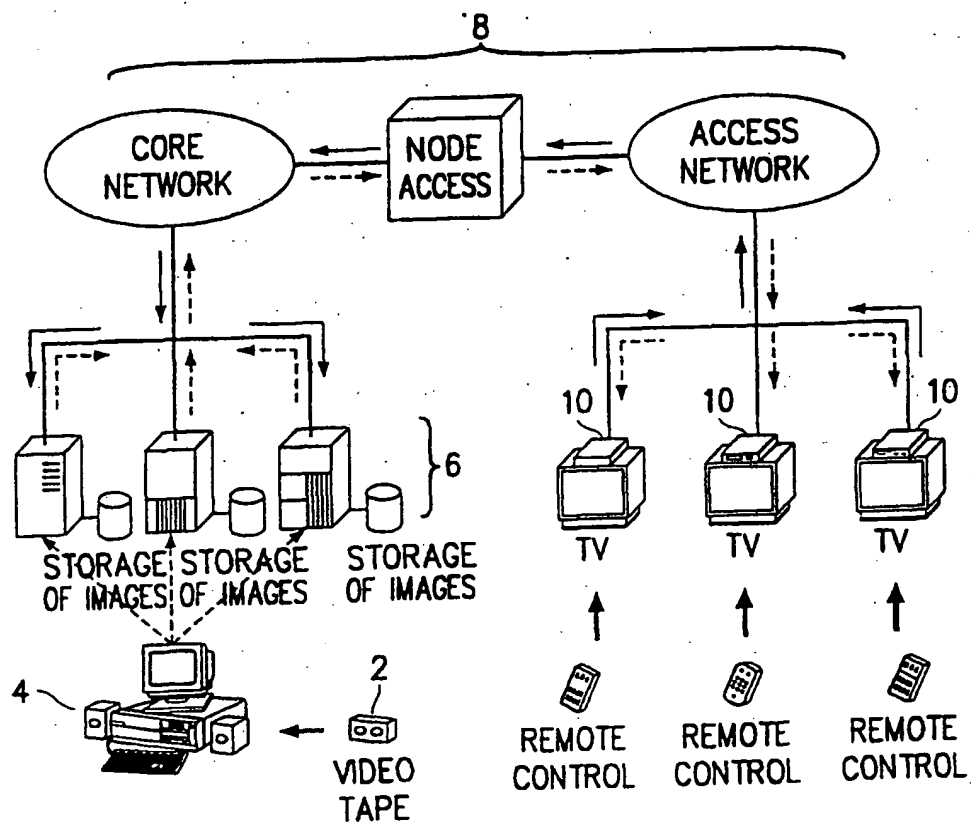 8
CORE
NETWORK
NODE
ACCESS
ACCESS
NETWORK
10
10
10
6
STORAGE
OF IMAGES
STORAGE
OF IMAGES
STORAGE
OF IMAGES
TV
TV
TV
4
2
VIDEO
TAPE
REMOTE
CONTROL
REMOTE
CONTROL
REMOTE
CONTROL